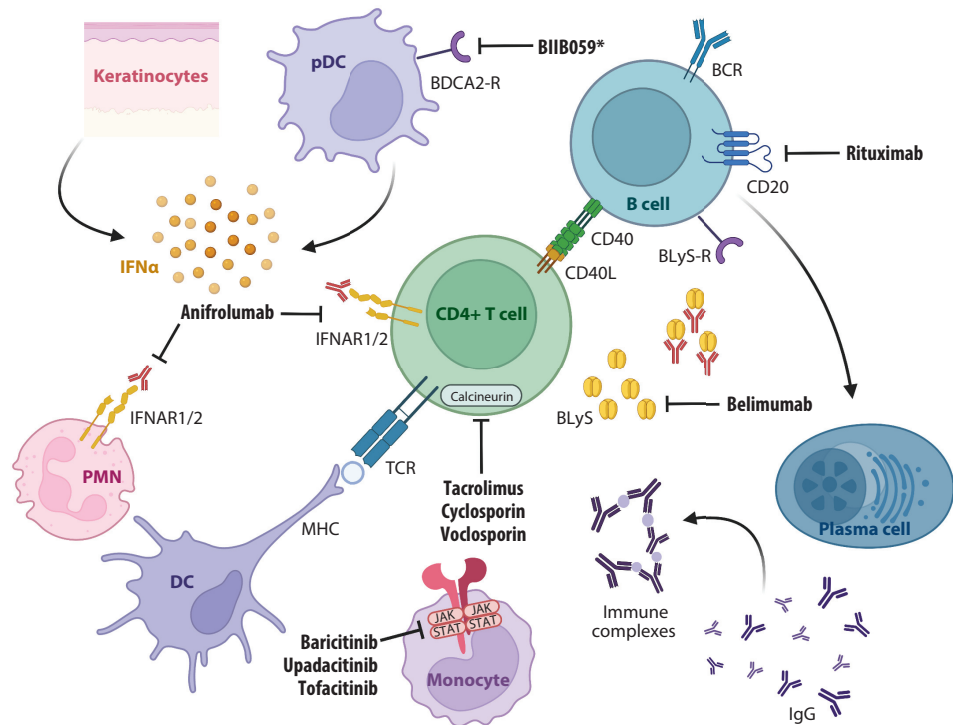 Keratinocytes
pDC
BDCA2-R
BIIB059*
BCR
Rituximab
CD20
B cell
BLyS-R
CD40
CD40L
IFNα
Anifrolumab
IFNAR1/2
CD4+ T cell
Calcineurin
IFNAR1/2
PMN
TCR
MHC
DC
BLyS
Belimumab
Plasma cell
Tacrolimus
Cyclosporin
Voclosporin
JAK
JAK
STAT
STAT
Monocyte
Baricitinib
Upadacitinib
Tofacitinib
Immune
complexes
IgG